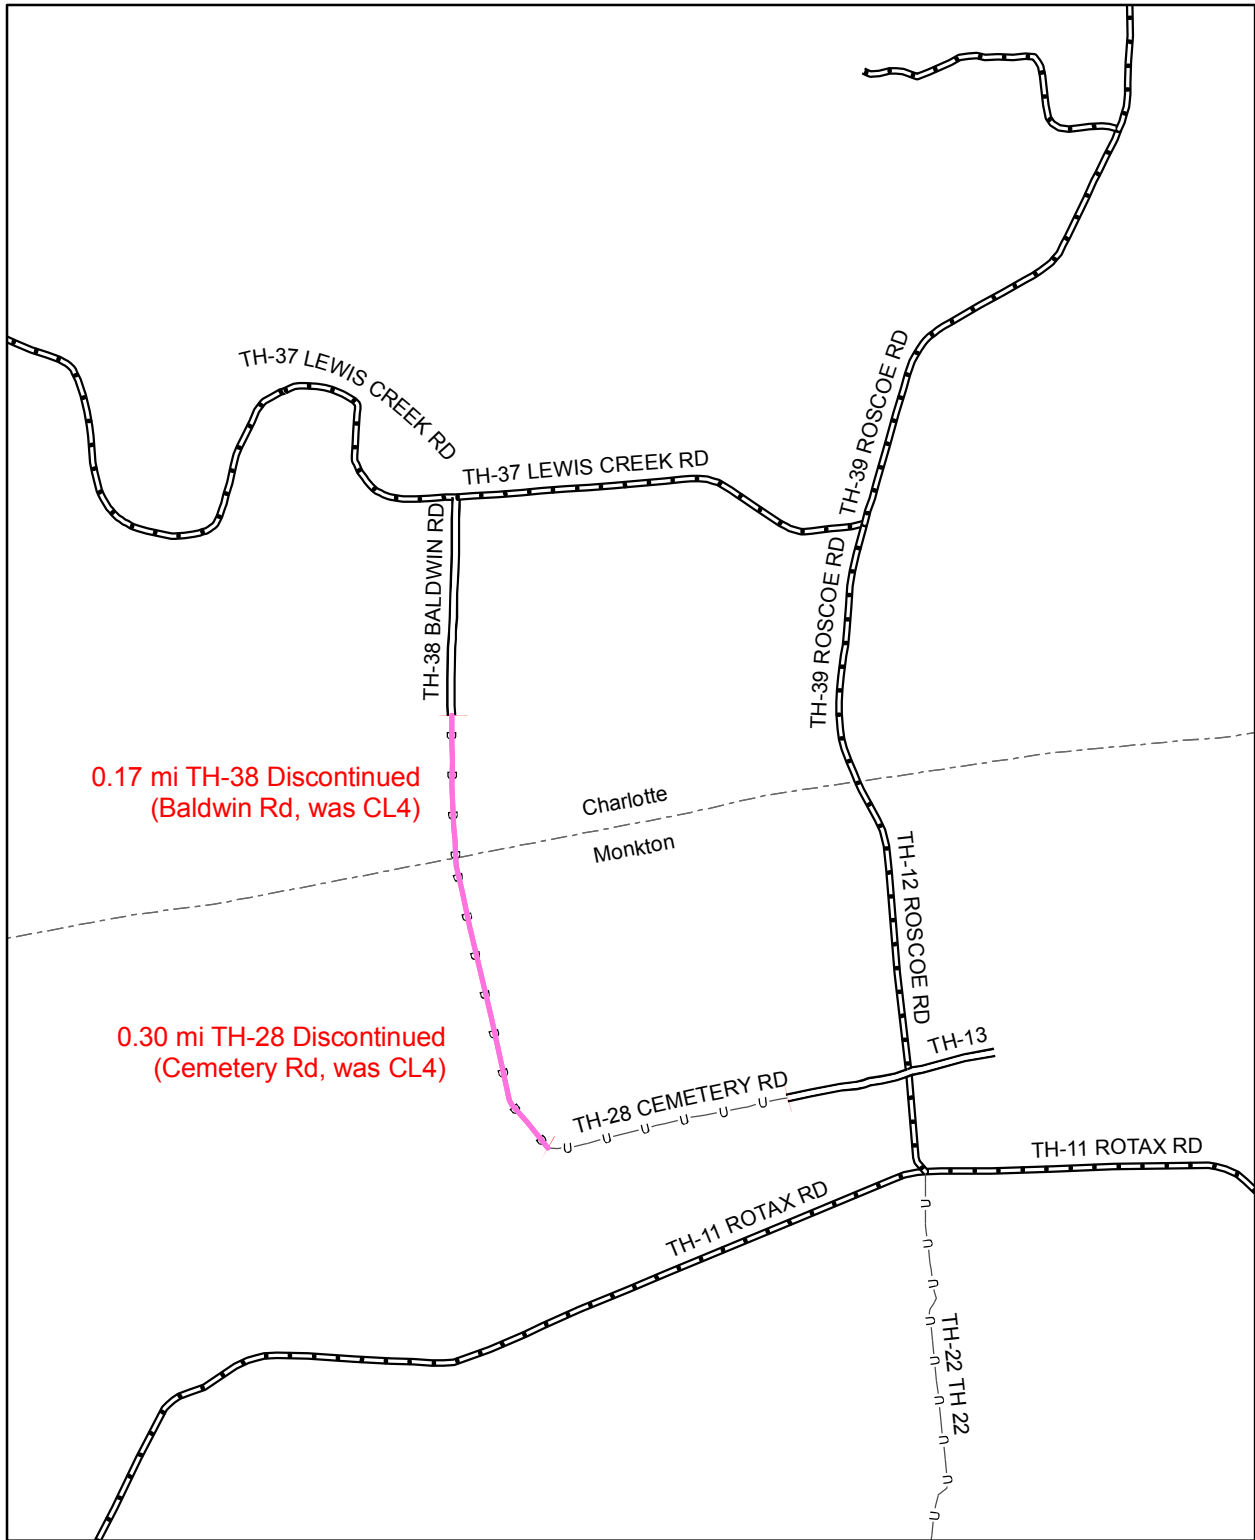 TH-37 LEWIS CREEK RD
TH-37 LEWIS CREEK RD
TH-39 ROSCOE RD
TH-39 ROSCOE RD
TH-38 BALDWIN RD
0.17 mi TH-38 Discontinued
(Baldwin Rd, was CL4)
Charlotte
Monkton
TH-12 ROSCOE RD
0.30 mi TH-28 Discontinued
(Cemetery Rd, was CL4)
TH-13
TH-28 CEMETERY RD
TH-11 ROTAX RD
TH-11 ROTAX RD
TH-22 TH 22